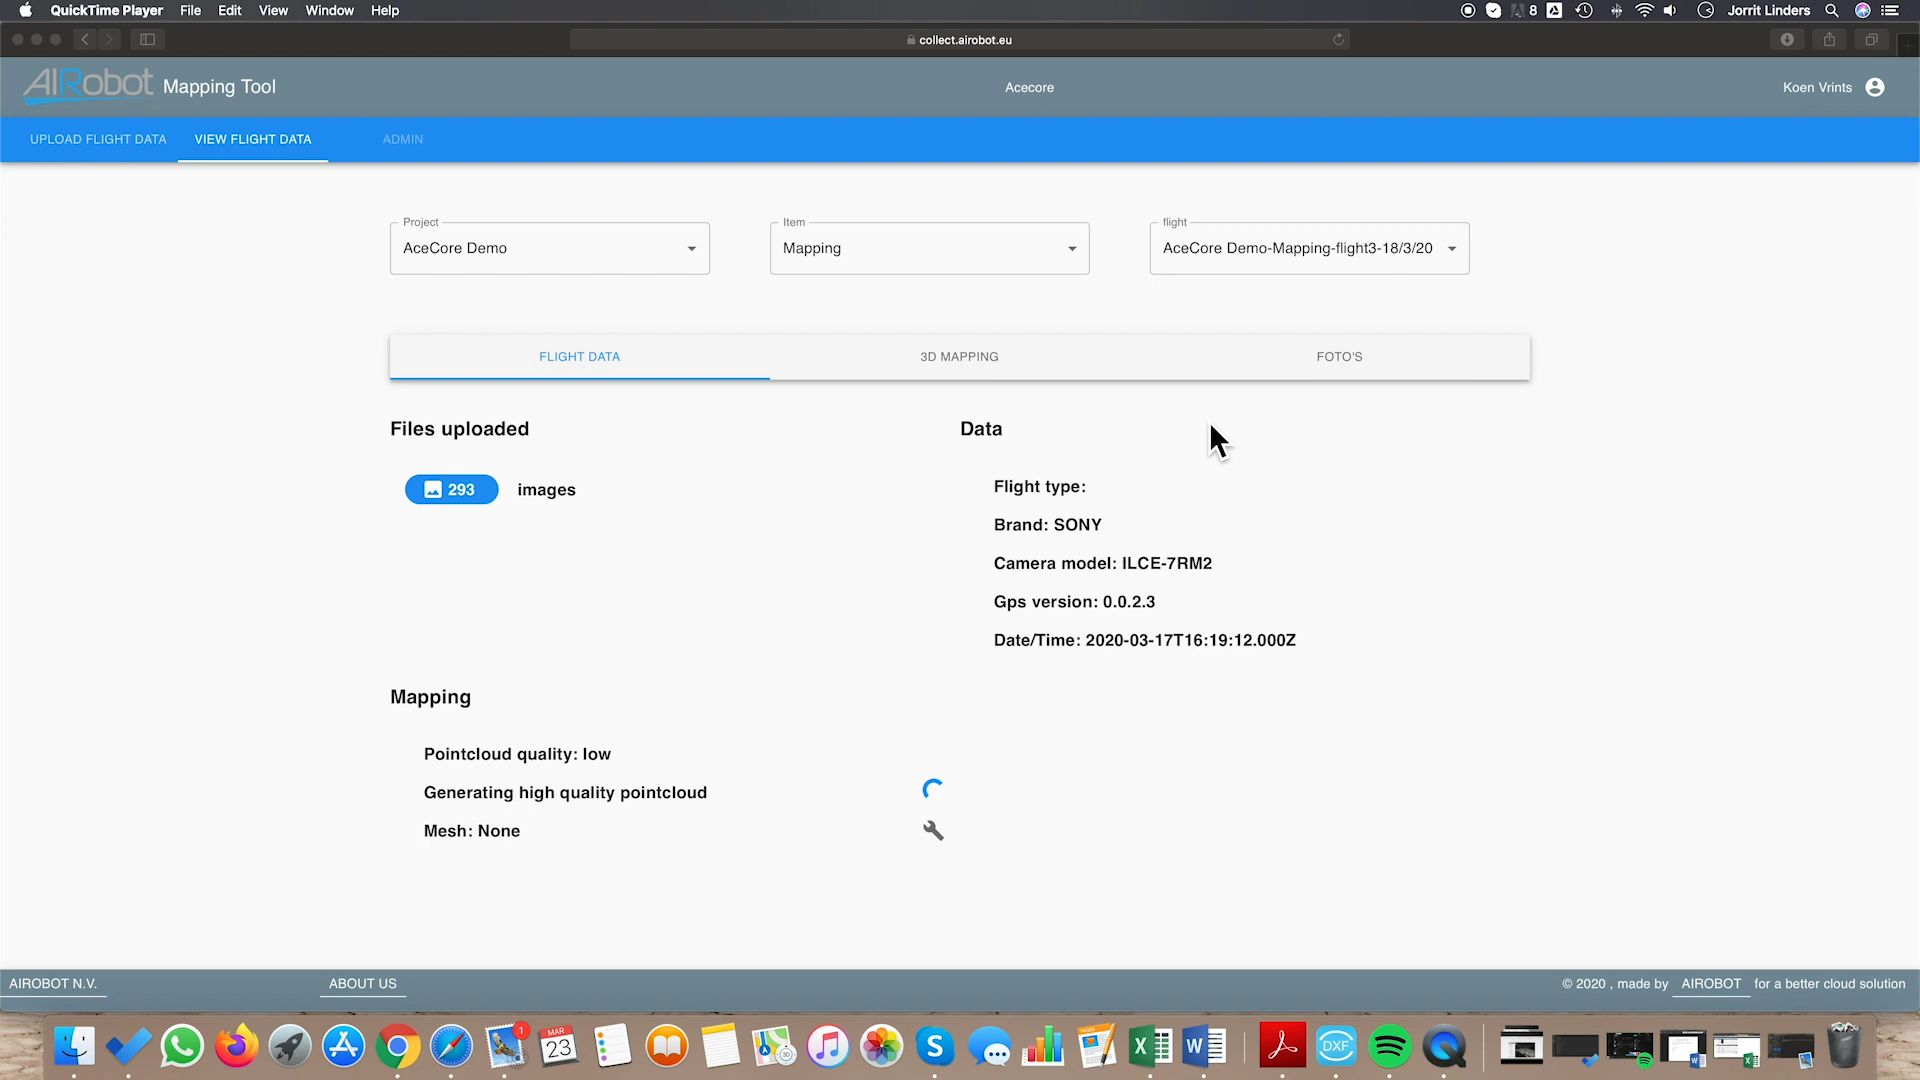 QuickTime Player File Edit View Window Help 8 Jorrit Linders
collect.airobot.eu
AIRobot Mapping Tool Acecore Koen Vrints
UPLOAD FLIGHT DATA VIEW FLIGHT DATA ADMIN
Project Item flight
AceCore Demo Mapping AceCore Demo-Mapping-flight3-18/3/20
FLIGHT DATA 3D MAPPING FOTO'S
Files uploaded
293 images
Data
Flight type:
Brand: SONY
Camera model: ILCE-7RM2
Gps version: 0.0.2.3
Date/Time: 2020-03-17T16:19:12.000Z
Mapping
Pointcloud quality: low
Generating high quality pointcloud
Mesh: None
AIROBOT N.V. ABOUT US © 2020 , made by AIROBOT for a better cloud solution
1 MAR 23 DXF